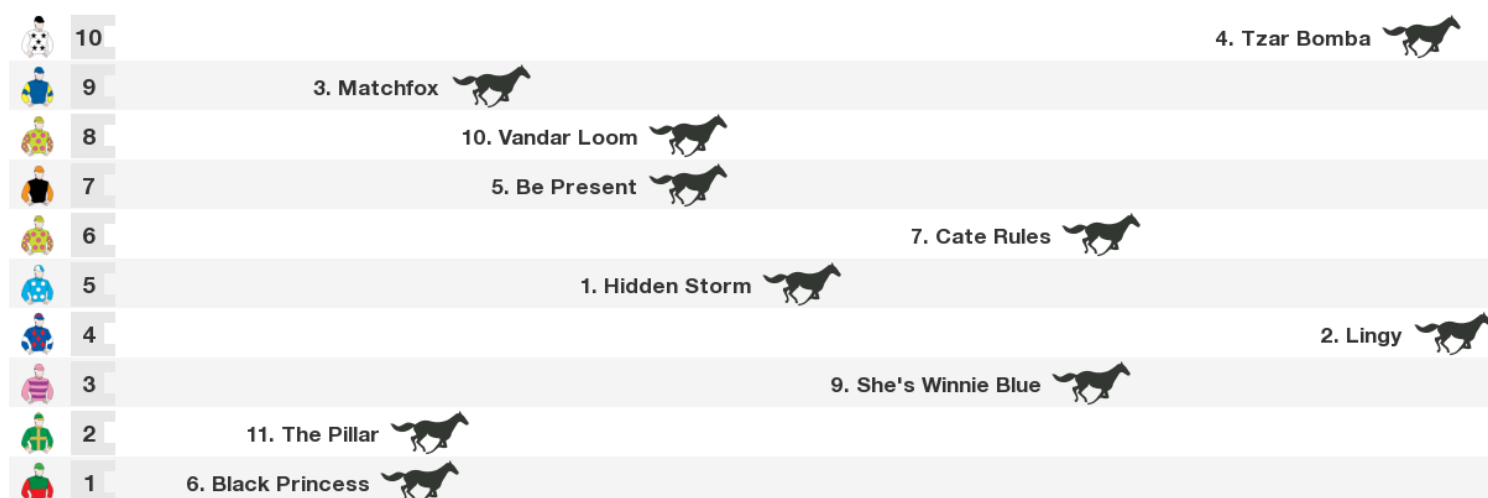 10 4. Tzar Bomba
9 3. Matchfox
8 10. Vandar Loom
7 5. Be Present
6 7. Cate Rules
5 1. Hidden Storm
4 2. Lingy
3 9. She's Winnie Blue
2 11. The Pillar
1 6. Black Princess